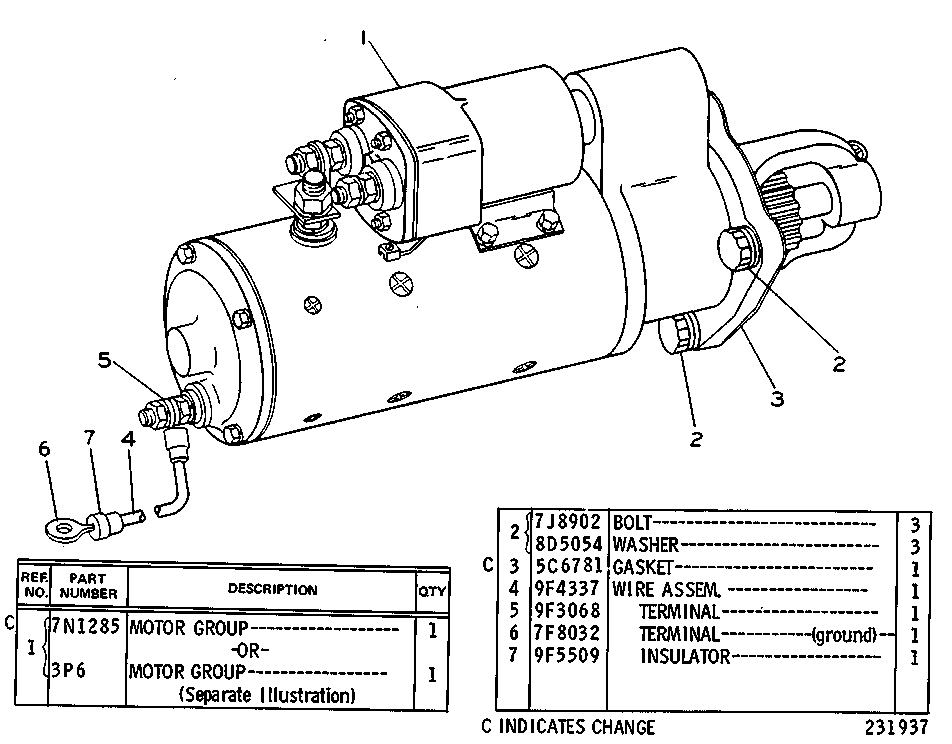 1
5
2
3
2
6 7 4
REF. NO. PART NUMBER DESCRIPTION QTY
C 1 7N1285 MOTOR GROUP 1
-OR-
3P6 MOTOR GROUP 1
(Separate Illustration)
2 7J8902 BOLT 3
8D5054 WASHER 3
C 3 5C6781 GASKET 1
4 9F4337 WIRE ASSEM. 1
5 9F3068 TERMINAL 1
6 7F8032 TERMINAL (ground) 1
7 9F5509 INSULATOR 1
C INDICATES CHANGE 231937